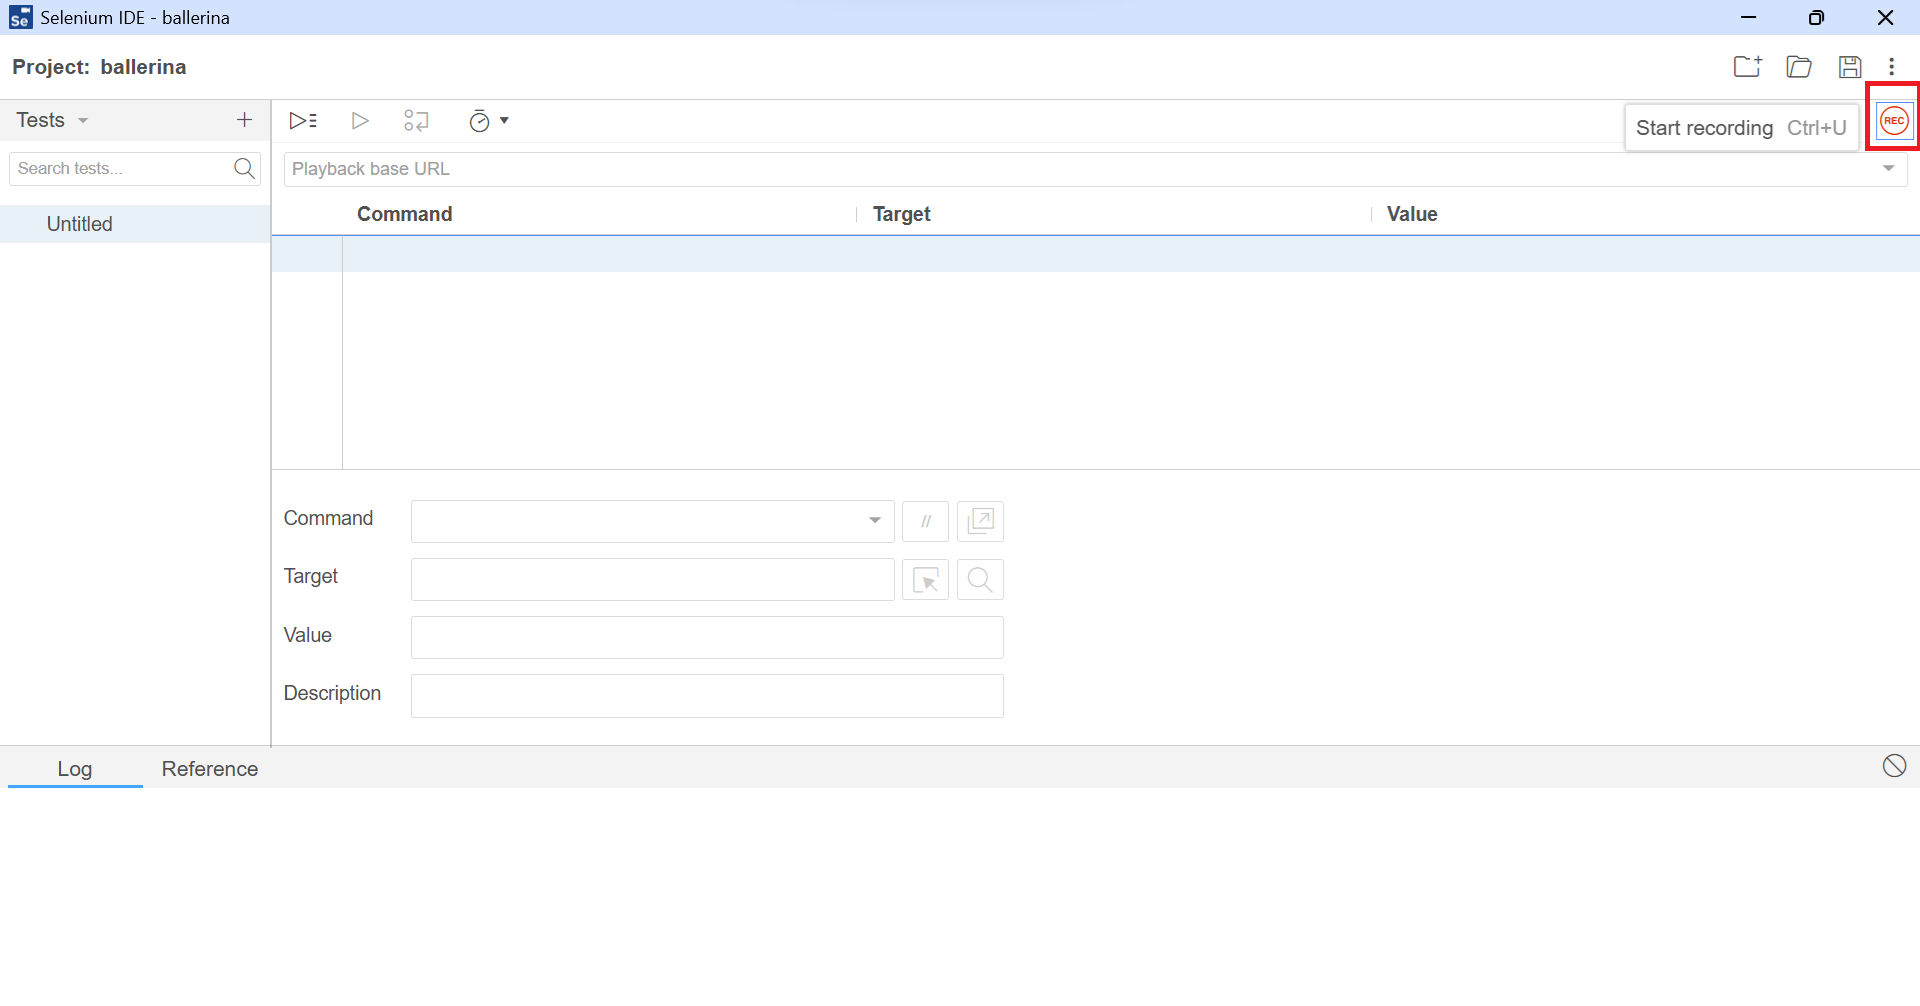 Se Selenium IDE - ballerina
Project: ballerina
Tests
Start recording Ctrl+U
REC
Search tests...
Playback base URL
Untitled
Command Target Value
Command
//
Target
Value
Description
Log Reference